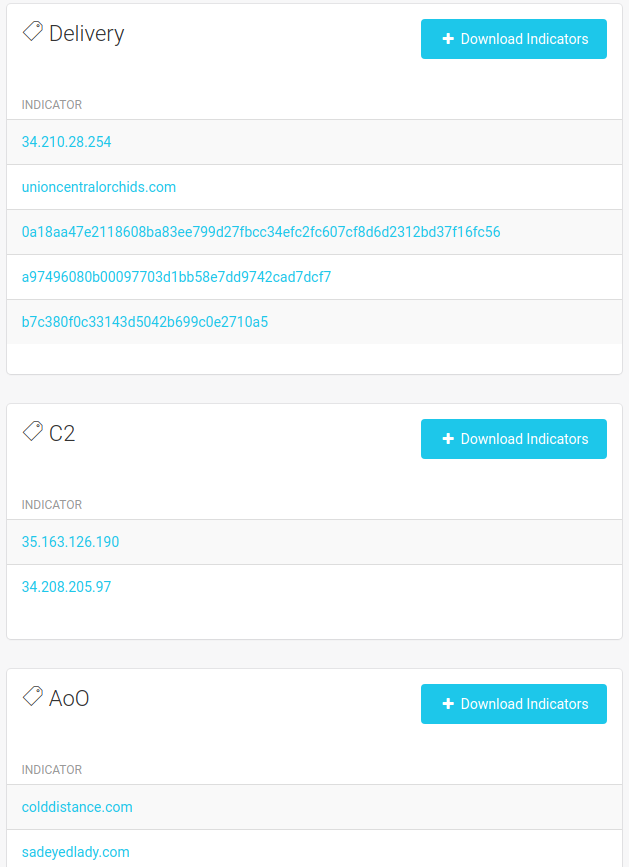 Delivery
Download Indicators
INDICATOR
34.210.28.254
unioncentralorchids.com
0a18aa47e2118608ba83ee799d27fbcc34efc2fc607cf8d6d2312bd37f16fc56
a97496080b00097703d1bb58e7dd9742cad7dcf7
b7c380f0c33143d5042b699c0e2710a5
C2
Download Indicators
INDICATOR
35.163.126.190
34.208.205.97
AoO
Download Indicators
INDICATOR
colddistance.com
sadeyedlady.com